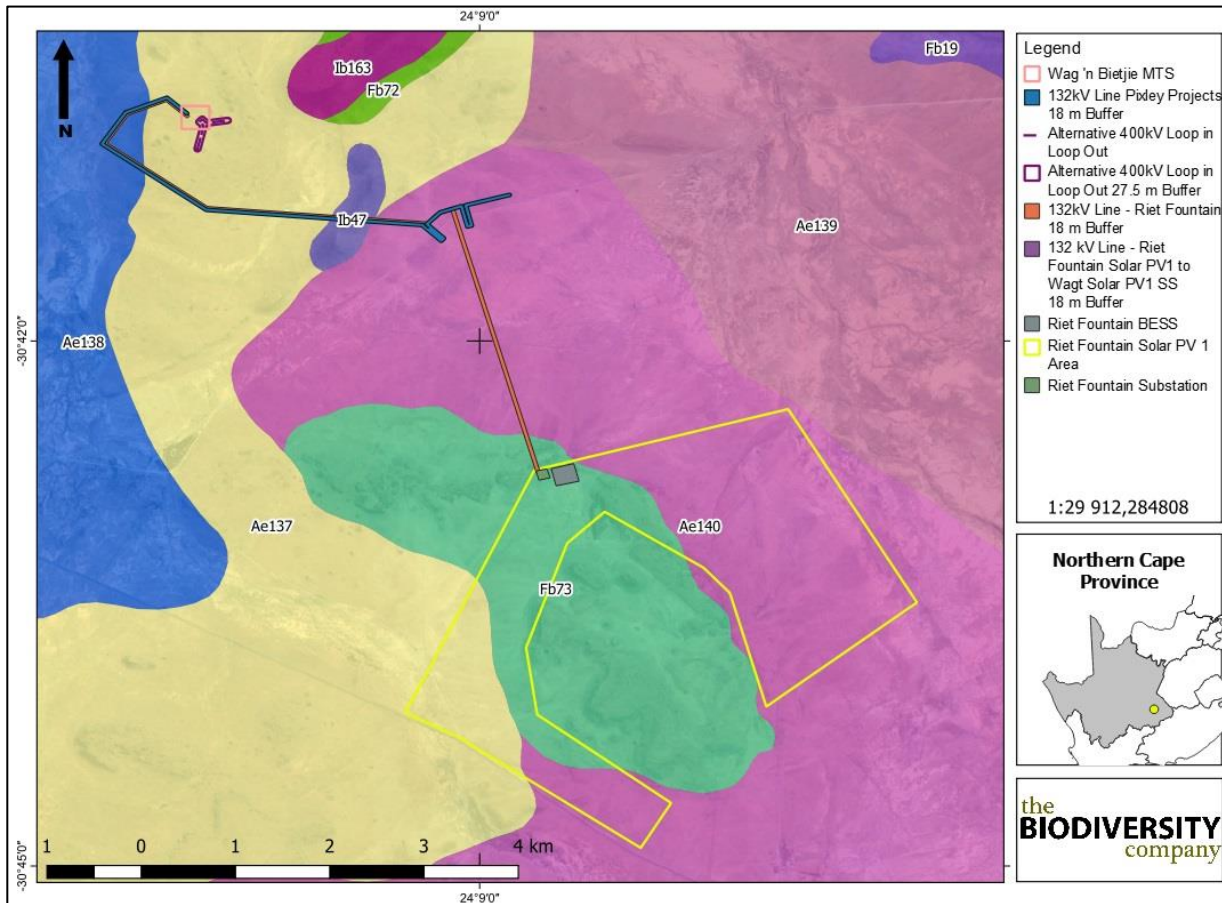 24°9'0"
Ib163
Fb72
Fb19
N
Ib47
Ae139
-30°42'0"
Ae138
Ae137
Ae140
Fb73
1 0 1 2 3 4 km
-30°45'0"
24°9'0"
Legend
Wag 'n Bietjie MTS
132kV Line Pixley Projects
18 m Buffer
Alternative 400kV Loop in
Loop Out
Alternative 400kV Loop in
Loop Out 27.5 m Buffer
132kV Line - Riet Fountain
18 m Buffer
132 kV Line - Riet
Fountain Solar PV1 to
Wagt Solar PV1 SS
18 m Buffer
Riet Fountain BESS
Riet Fountain Solar PV 1
Area
Riet Fountain Substation
1:29 912,284808
Northern Cape
Province
the
BIODIVERSITY
company